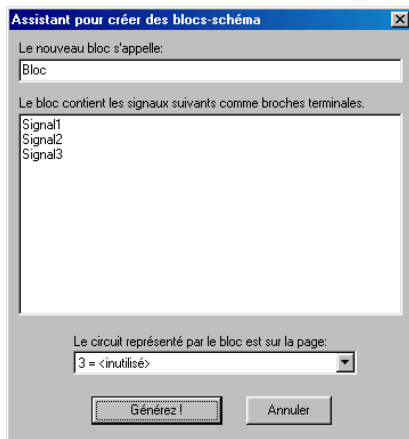 Assistant pour créer des blocs-schéma
Le nouveau bloc s'appelle:
Bloc
Le bloc contient les signaux suivants comme broches terminales.
Signal1
Signal2
Signal3
Le circuit représenté par le bloc est sur la page:
3 = <inutilisé>
Générez !
Annuler